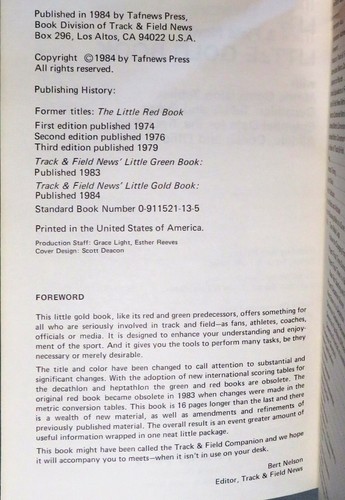 Published in 1984 by Tafnews Press,
Book Division of Track & Field News
Box 296, Los Altos, CA 94022 U.S.A.
Copyright ©1984 by Tafnews Press
All rights reserved.
Publishing History:
Former titles: The Little Red Book
First edition published 1974
Second edition published 1976
Third edition published 1979
Track & Field News' Little Green Book:
Published 1983
Track & Field News' Little Gold Book:
Published 1984
Standard Book Number 0-911521-13-5
Printed in the United States of America.
Production Staff: Grace Light, Esther Reeves
Cover Design: Scott Deacon
FOREWORD
This little gold book, like its red and green predecessors, offers something for
all who are seriously involved in track and field—as fans, athletes, coaches,
officials or media. It is designed to enhance your understanding and enjoy-
ment of the sport. And it gives you the tools to perform many tasks, be they
necessary or merely desirable.
The title and color have been changed to call attention to substantial and
significant changes. With the adoption of new international scoring tables for
the decathlon and heptathlon the green and red books are obsolete. The
original red book became obsolete in 1983 when changes were made in the
metric conversion tables. This book is 16 pages longer than the last and there
is a wealth of new material, as well as amendments and refinements of
previously published material. The overall result is an event greater amount of
useful information wrapped in one neat little package.
This book might have been called the Track & Field Companion and we hope
it will accompany you to meets—when it isn't in use on your desk.
Bert Nelson
Editor, Track & Field News